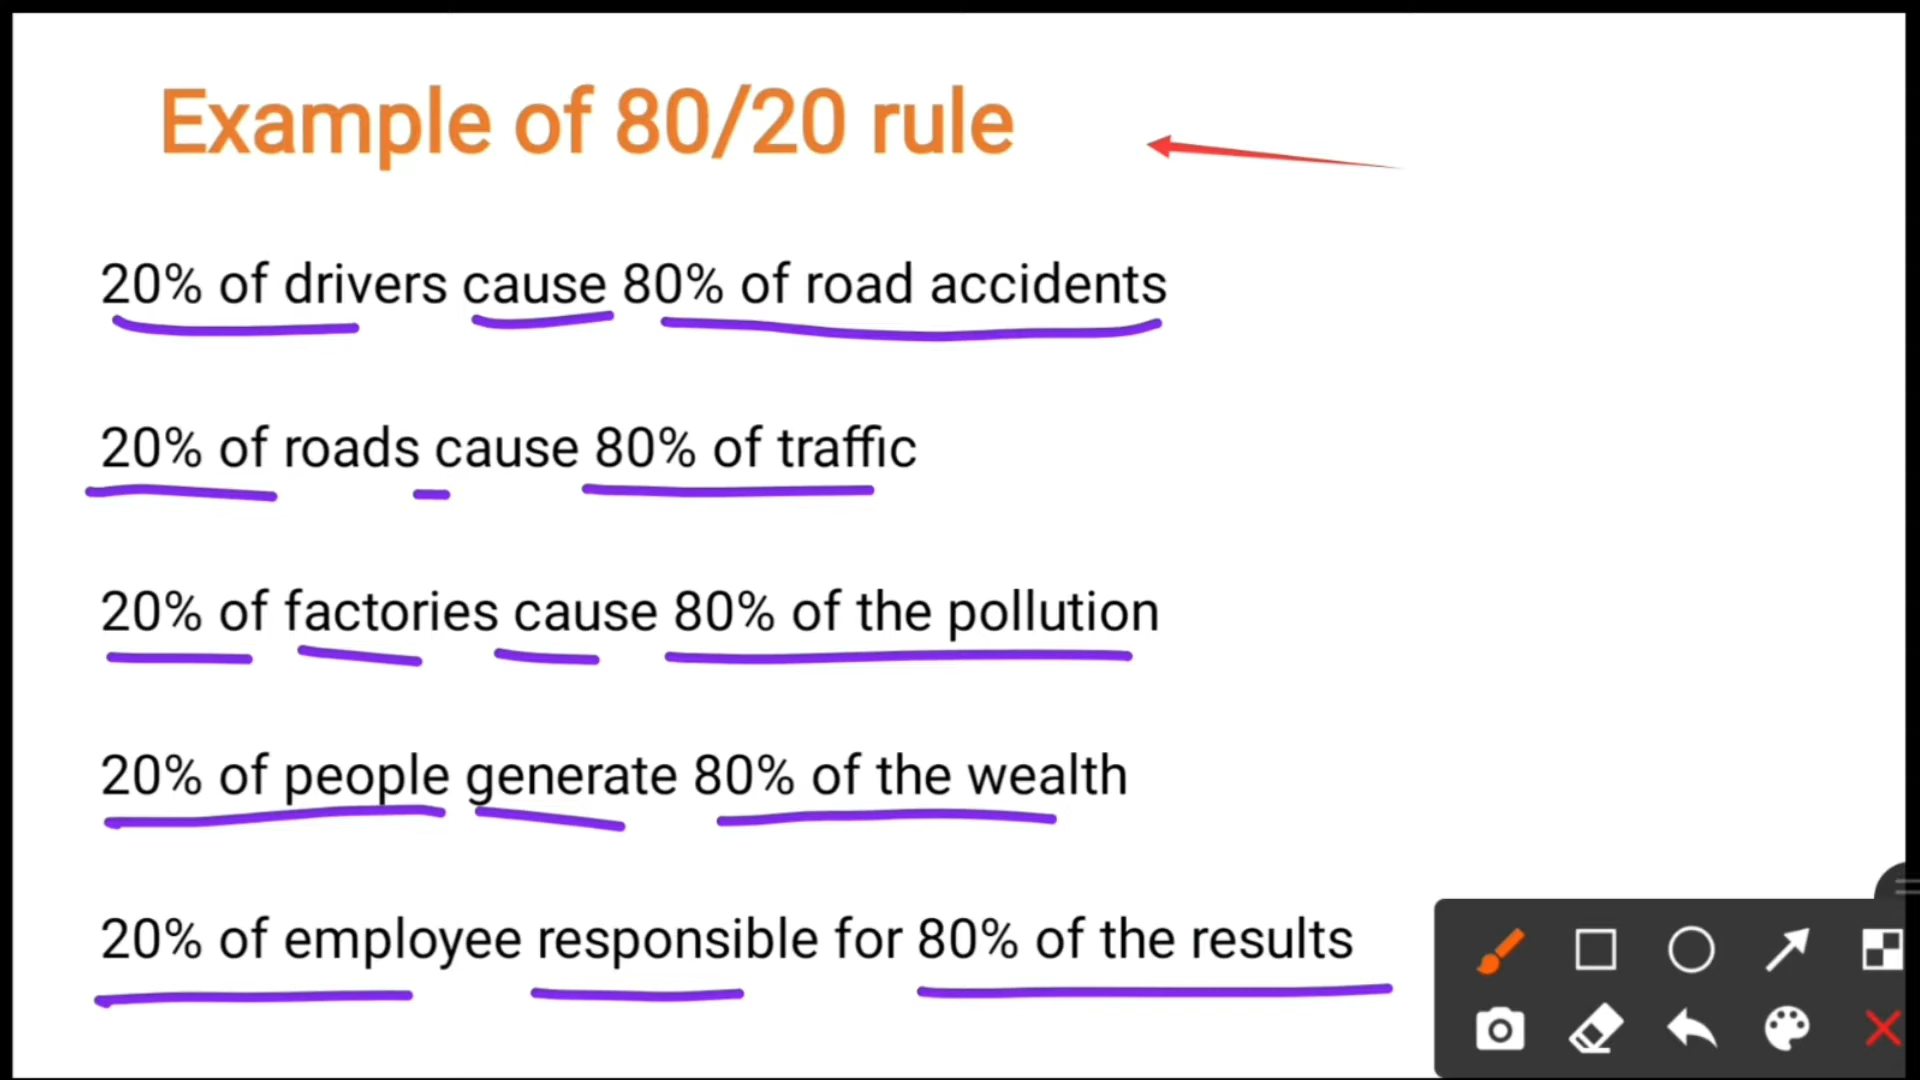 Example of 80/20 rule
20% of drivers cause 80% of road accidents
20% of roads cause 80% of traffic
20% of factories cause 80% of the pollution
20% of people generate 80% of the wealth
20% of employee responsible for 80% of the results